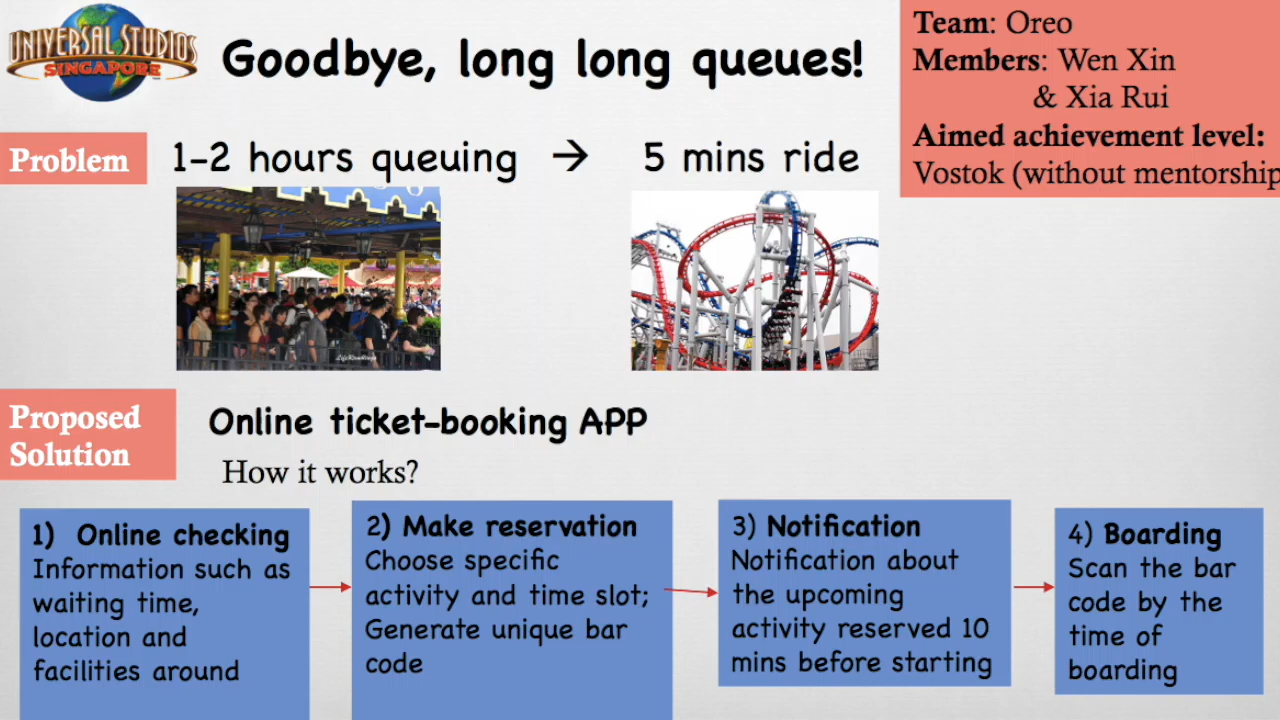 UNIVERSAL STUDIOS
SINGAPORE
Goodbye, long long queues!
Team: Oreo
Members: Wen Xin
& Xia Rui
Aimed achievement level:
Vostok (without mentorship
Problem
1-2 hours queuing → 5 mins ride
LifeRunHongs
Proposed
Solution
Online ticket-booking APP
How it works?
1) Online checking
Information such as
waiting time,
location and
facilities around
2) Make reservation
Choose specific
activity and time slot;
Generate unique bar
code
3) Notification
Notification about
the upcoming
activity reserved 10
mins before starting
4) Boarding
Scan the bar
code by the
time of
boarding